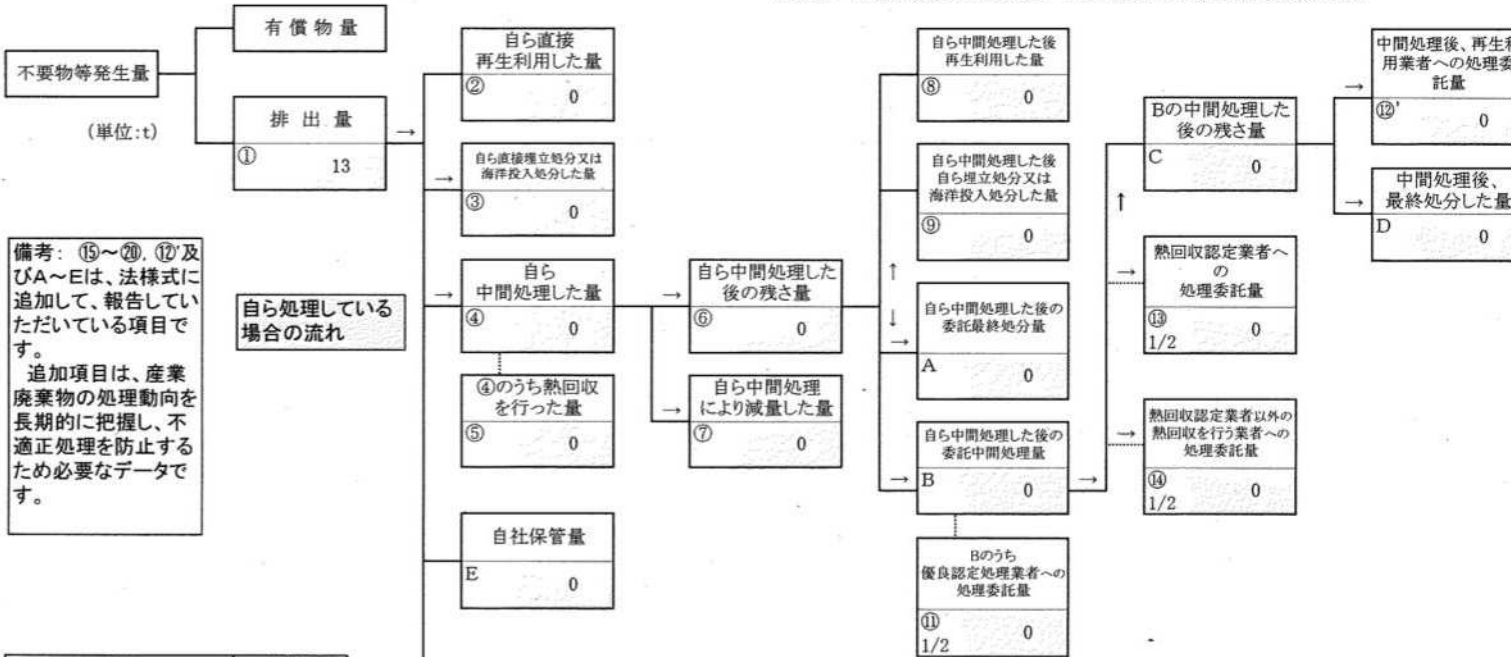 有 償 物 量
不要物等発生量
(単位:t)
排 出 量
① 13
備考: ⑮~⑳, ⑫'及
びA~Eは、法様式に
追加して、報告してい
ただいている項目で
す。
追加項目は、産業
廃棄物の処理動向を
長期的に把握し、不
適正処理を防止する
ため必要なデータで
す。
自ら処理している
場合の流れ
→
自ら直接
再生利用した量
② 0
→
自ら直接埋立処分又は
海洋投入処分した量
③ 0
→
自ら
中間処理した量
④ 0
④のうち熱回収
を行った量
⑤ 0
自社保管量
E 0
→
自ら中間処理した
後の残さ量
⑥ 0
→
自ら中間処理
により減量した量
⑦ 0
自ら中間処理した後
再生利用した量
⑧ 0
自ら中間処理した後
自ら埋立処分又は
海洋投入処分した量
⑨ 0
↑
↓
→
自ら中間処理した後の
委託最終処分量
A 0
→
自ら中間処理した後の
委託中間処理量
B 0
Bのうち
優良認定処理業者への
処理委託量
⑪
1/2 0
→
↑
Bの中間処理した
後の残さ量
C 0
→
熱回収認定業者へ
の
処理委託量
⑬
1/2 0
→
熱回収認定業者以外の
熱回収を行う業者への
処理委託量
⑭
1/2 0
→
中間処理後、再生利
用業者への処理委
託量
⑫' 0
→
中間処理後、
最終処分した量
D 0